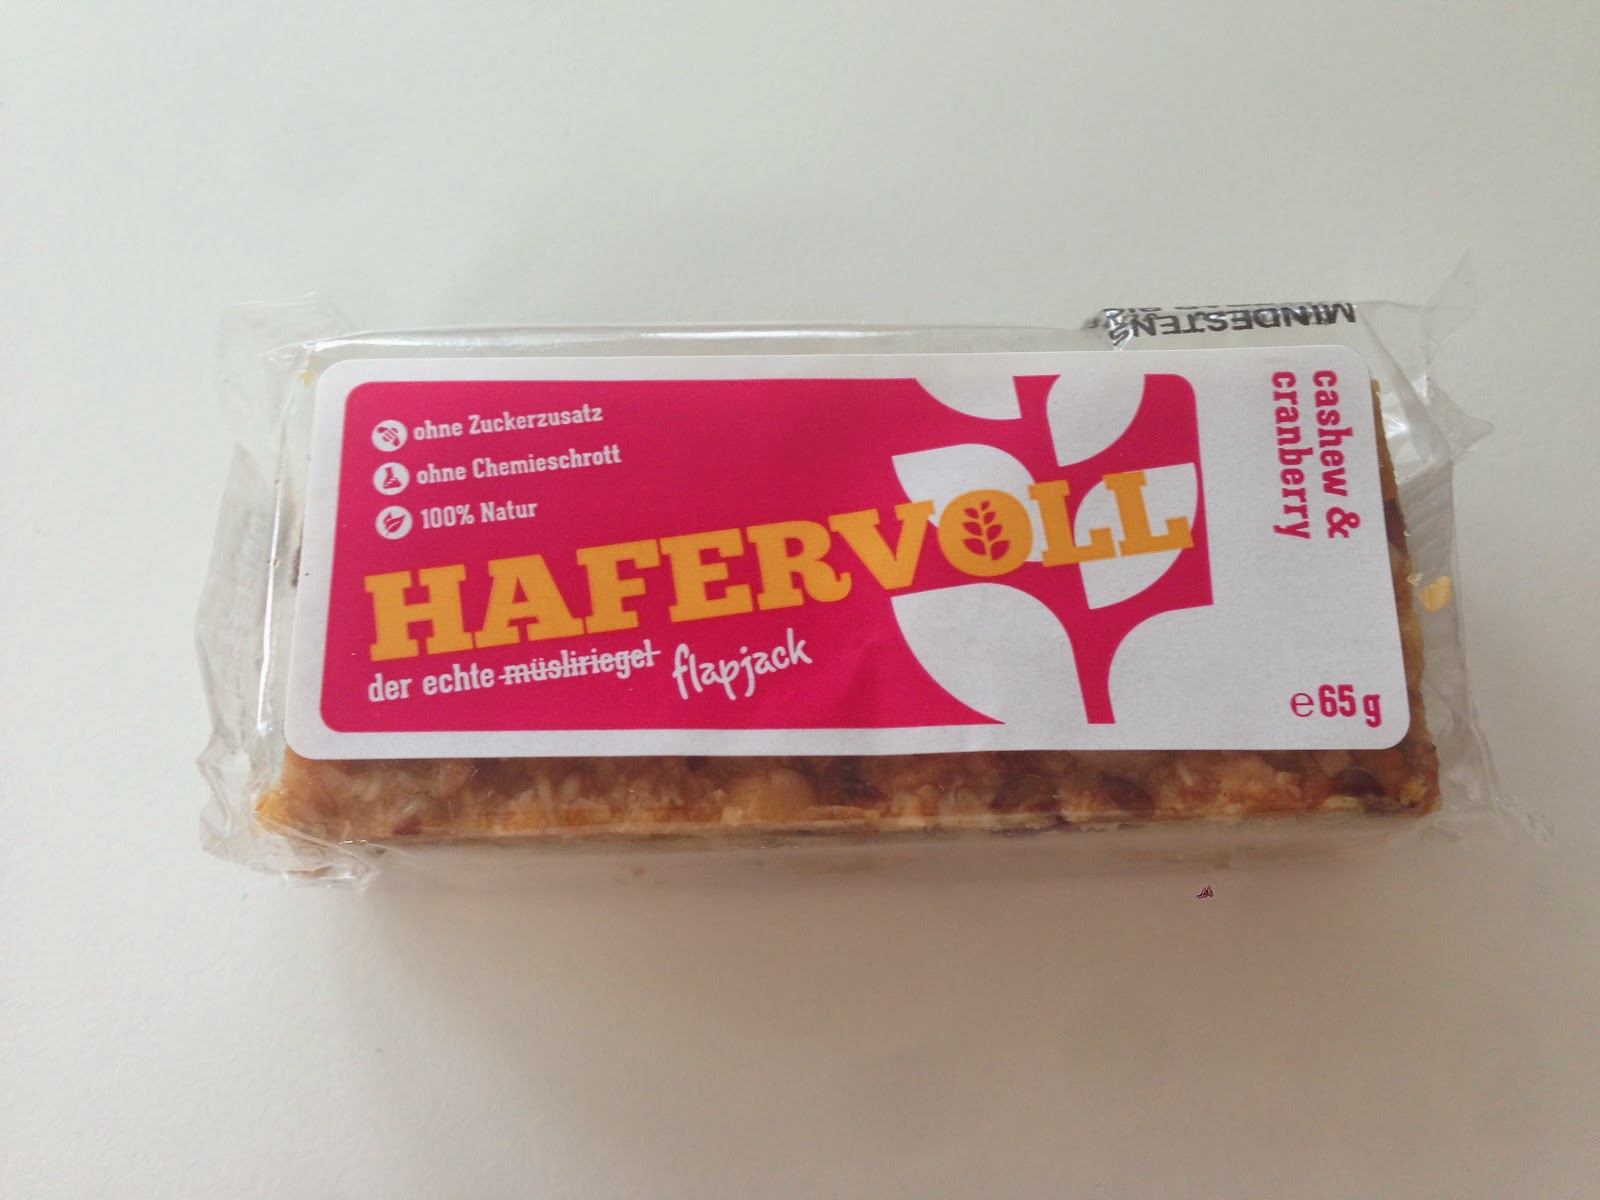 ohne Zuckerzusatz
ohne Chemieschrott
100% Natur
HAFERVOLL
der echte müsliriegel flapjack
cashew &
cranberry
e 65 g
MINDESTENS